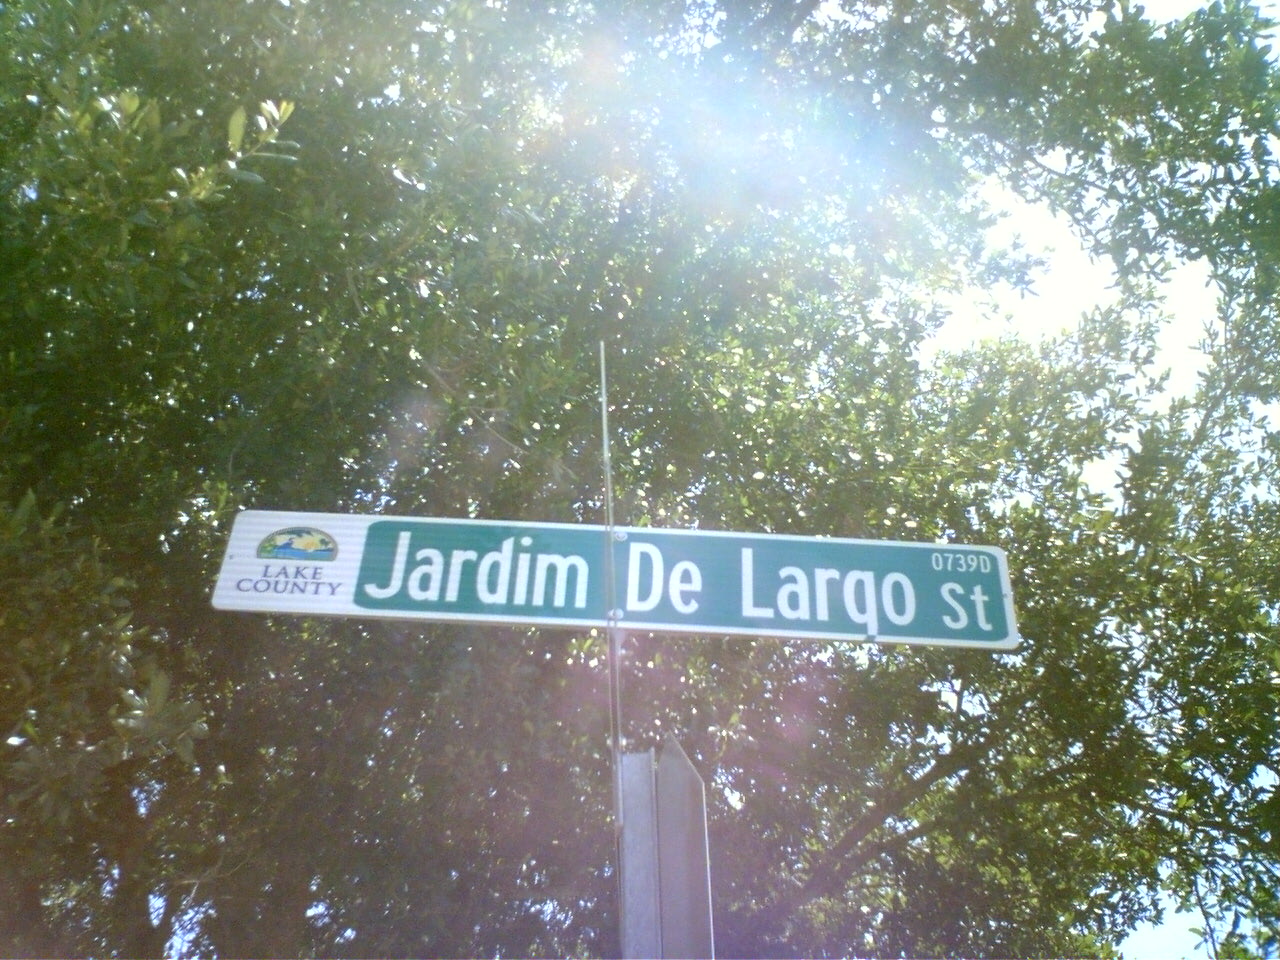 LAKE
COUNTY
Jardim De Largo St
0739D